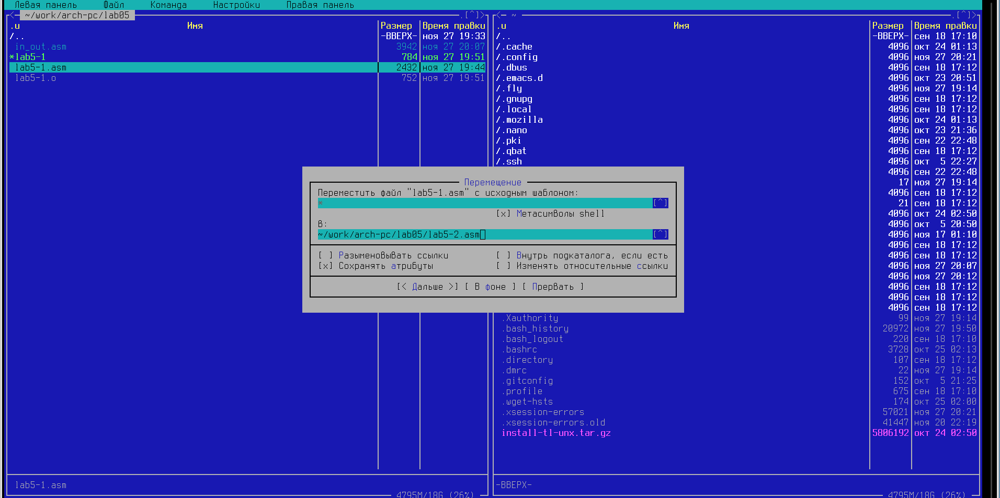 Левая панель Файл Команда Настройки Правая панель
<─ ~/work/arch-pc/lab05 .[^]>
.и Имя Размер Время правки
/.. -ВВЕРХ- ноя 27 19:33
in_out.asm 3942 ноя 27 20:07
*lab5-1 784 ноя 27 19:51
lab5-1.asm 2432 ноя 27 19:44
lab5-1.o 752 ноя 27 19:51
lab5-1.asm
4795M/18G (26%)
<─ ~ .[^]>
.и Имя Размер Время правки
/.. -ВВЕРХ- сен 18 17:10
/.cache 4096 окт 24 01:13
/.config 4096 ноя 27 20:21
/.dbus 4096 сен 18 17:12
/.emacs.d 4096 окт 23 20:51
/.fly 4096 ноя 27 19:14
/.gnupg 4096 сен 18 17:12
/.local 4096 сен 18 17:12
/.mozilla 4096 окт 24 01:13
/.nano 4096 окт 23 21:36
/.pki 4096 сен 22 22:48
/.qbat 4096 сен 18 17:12
/.ssh 4096 окт 5 22:27
4096 сен 22 22:48
17 ноя 27 19:14
4096 сен 18 17:12
21 сен 18 17:12
4096 окт 24 02:50
4096 окт 5 20:50
4096 ноя 17 01:10
4096 сен 18 17:12
4096 сен 18 17:12
4096 ноя 27 20:07
4096 ноя 27 20:12
4096 сен 18 17:12
4096 сен 18 17:12
4096 сен 18 17:12
.Xauthority 99 ноя 27 19:14
.bash_history 20972 ноя 27 19:50
.bash_logout 220 сен 18 17:10
.bashrc 3728 окт 25 02:13
.directory 107 сен 18 17:12
.dmrc 22 ноя 27 19:14
.gitconfig 152 окт 5 21:25
.profile 675 сен 18 17:10
.wget-hsts 174 окт 25 02:00
.xsession-errors 57021 ноя 27 20:21
.xsession-errors.old 41447 ноя 20 22:19
install-tl-unx.tar.gz 5806192 окт 24 02:50
-ВВЕРХ-
4795M/18G (26%)
Перемещение
Переместить файл "lab5-1.asm" с исходным шаблоном:
* [^]
[x] Метасимволы shell
В:
~/work/arch-pc/lab05/lab5-2.asm [^]
[ ] Разыменовывать ссылки [ ] Внутрь подкаталога, если есть
[x] Сохранять атрибуты [ ] Изменять относительные ссылки
[< Дальше >] [ В фоне ] [ Прервать ]